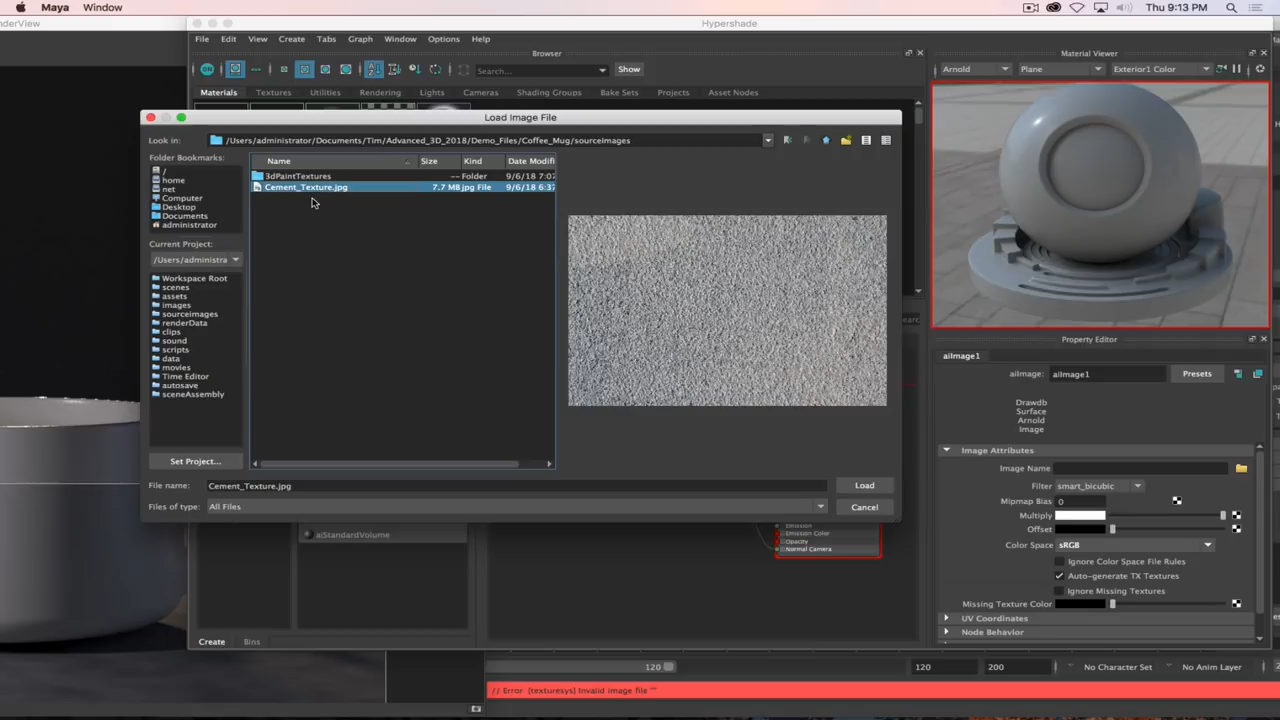 Maya Window
Thu 9:13 PM
nderView
Hypershade
File Edit View Create Tabs Graph Window Options Help
Browser
Material Viewer
ON
Search...
Show
Arnold
Plane
Exterior1 Color
Materials Textures Utilities Rendering Lights Cameras Shading Groups Bake Sets Projects Asset Nodes
Load Image File
Look in:
/Users/administrator/Documents/Tim/Advanced_3D_2018/Demo_Files/Coffee_Mug/sourceimages
Folder Bookmarks:
/
home
net
Computer
Desktop
Documents
administrator
Current Project:
/Users/administra
Workspace Root
scenes
assets
images
sourceimages
renderData
clips
sound
scripts
data
movies
Time Editor
autosave
sceneAssembly
Set Project...
Name Size Kind Date Modifi
3dPaintTextures -- Folder 9/6/18 7:02
Cement_Texture.jpg 7.7 MB jpg File 9/6/18 6:37
File name: Cement_Texture.jpg
Load
Files of type: All Files
Cancel
earc
Property Editor
aiImage1
aiImage: aiImage1
Presets
Drawdb
Surface
Arnold
Image
Image Attributes
Image Name
Filter smart_bicubic
Mipmap Bias 0
Multiply
Offset
Color Space sRGB
Ignore Color Space File Rules
Auto-generate TX Textures
Ignore Missing Textures
Missing Texture Color
UV Coordinates
Node Behavior
Emission
Emission Color
Opacity
Normal Camera
aiStandardVolume
Create Bins
120 120 200 No Character Set No Anim Layer
// Error [texturesys] Invalid image file ""